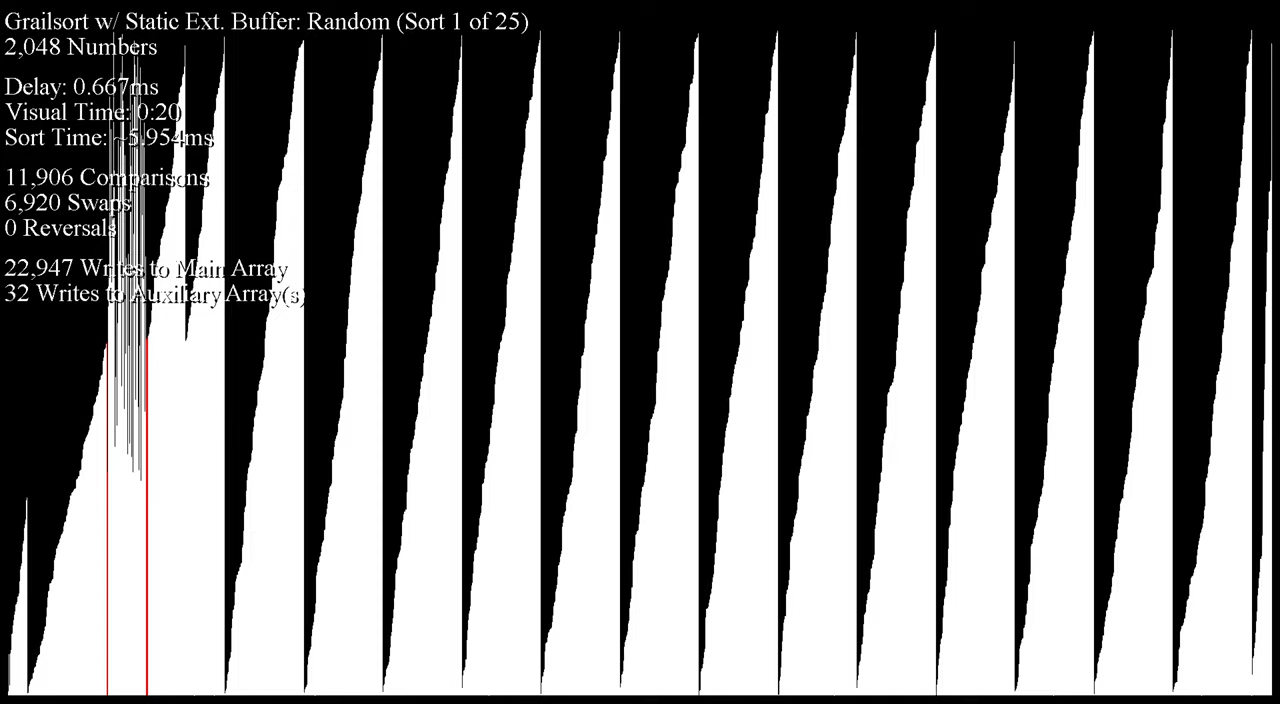 Grailsort w/ Static Ext. Buffer: Random (Sort 1 of 25)
2,048 Numbers
Delay: 0.667ms
Visual Time: 0:20
Sort Time: ~5.954ms
11,906 Comparisons
6,920 Swaps
0 Reversals
22,947 Writes to Main Array
32 Writes to Auxiliary Array(s)